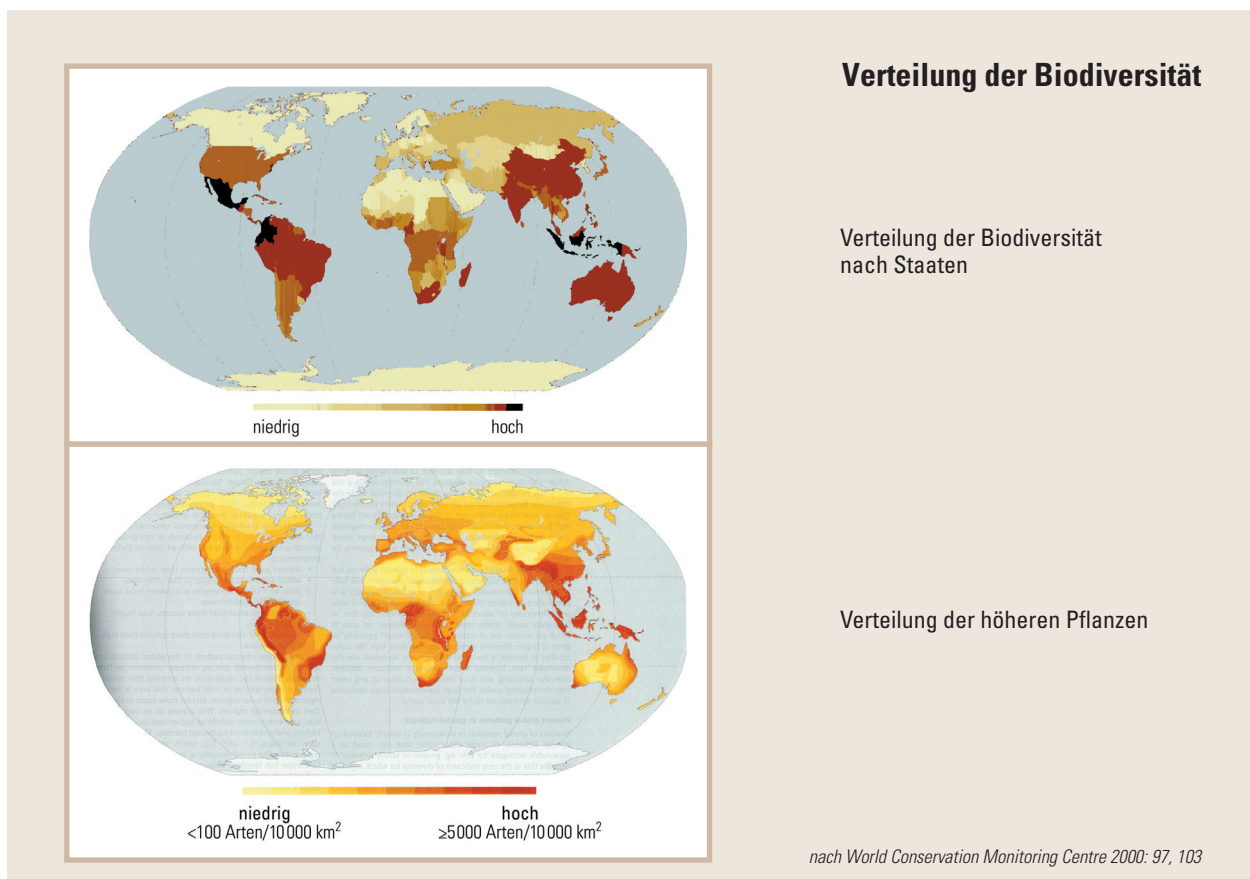 Verteilung der Biodiversität
Verteilung der Biodiversität
nach Staaten
niedrig hoch
Verteilung der höheren Pflanzen
niedrig hoch
<100 Arten/10 000 km² ≥5000 Arten/10 000 km²
nach World Conservation Monitoring Centre 2000: 97, 103